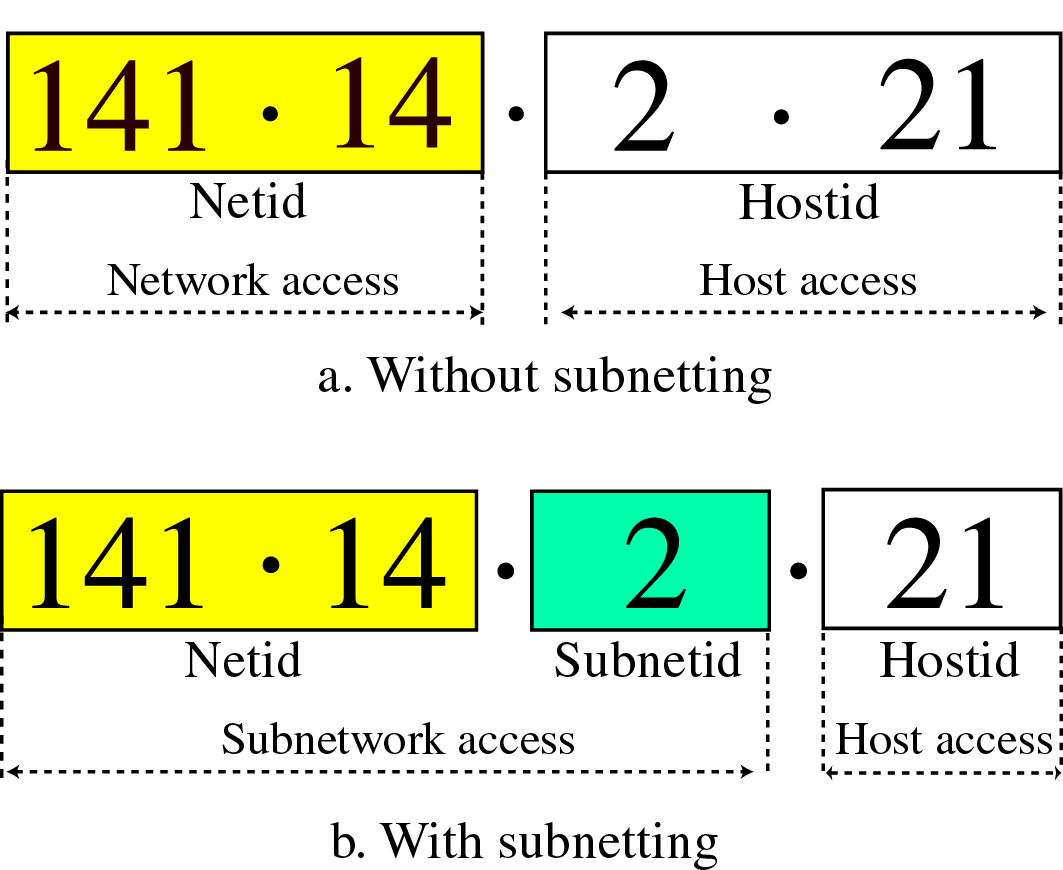 141 · 14 · 2 · 21
Netid Hostid
Network access Host access
a. Without subnetting
141 · 14 · 2 · 21
Netid Subnetid Hostid
Subnetwork access Host access
b. With subnetting